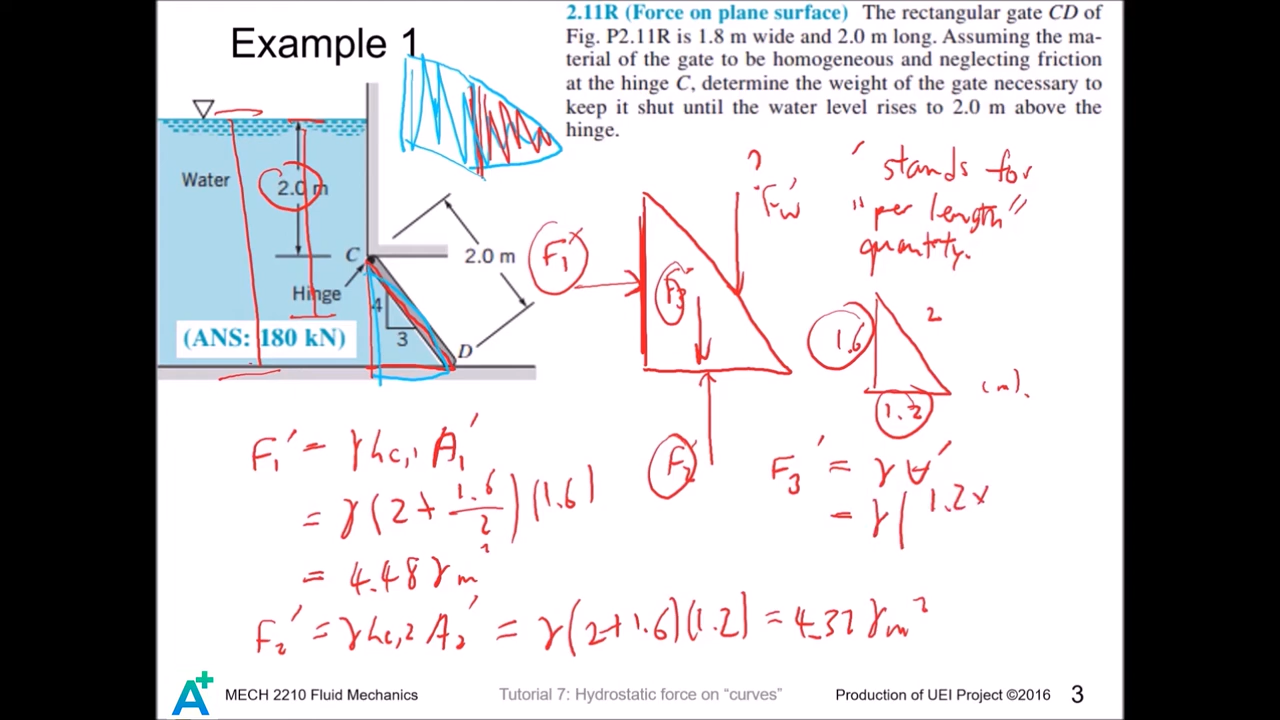 Example 1
2.11R (Force on plane surface) The rectangular gate CD of
Fig. P2.11R is 1.8 m wide and 2.0 m long. Assuming the ma-
terial of the gate to be homogeneous and neglecting friction
at the hinge C, determine the weight of the gate necessary to
keep it shut until the water level rises to 2.0 m above the
hinge.
Water
2.0 m
C
2.0 m
Hinge
4
3
D
(ANS: 180 kN)
' stands for
"per length"
quantity.
?
Fw'
F1'
F3'
F2'
1.6
2
1.2
(m).
F1' = γhc,1 A1'
= γ(2 + 1.6/2)(1.6)
= 4.48 γ m²
F2' = γhc,2 A2' = γ(2+1.6)(1.2) = 4.32 γm²
F3' = γ V'
= γ( 1.2×
A+
MECH 2210 Fluid Mechanics
Tutorial 7: Hydrostatic force on “curves”
Production of UEI Project ©2016
3